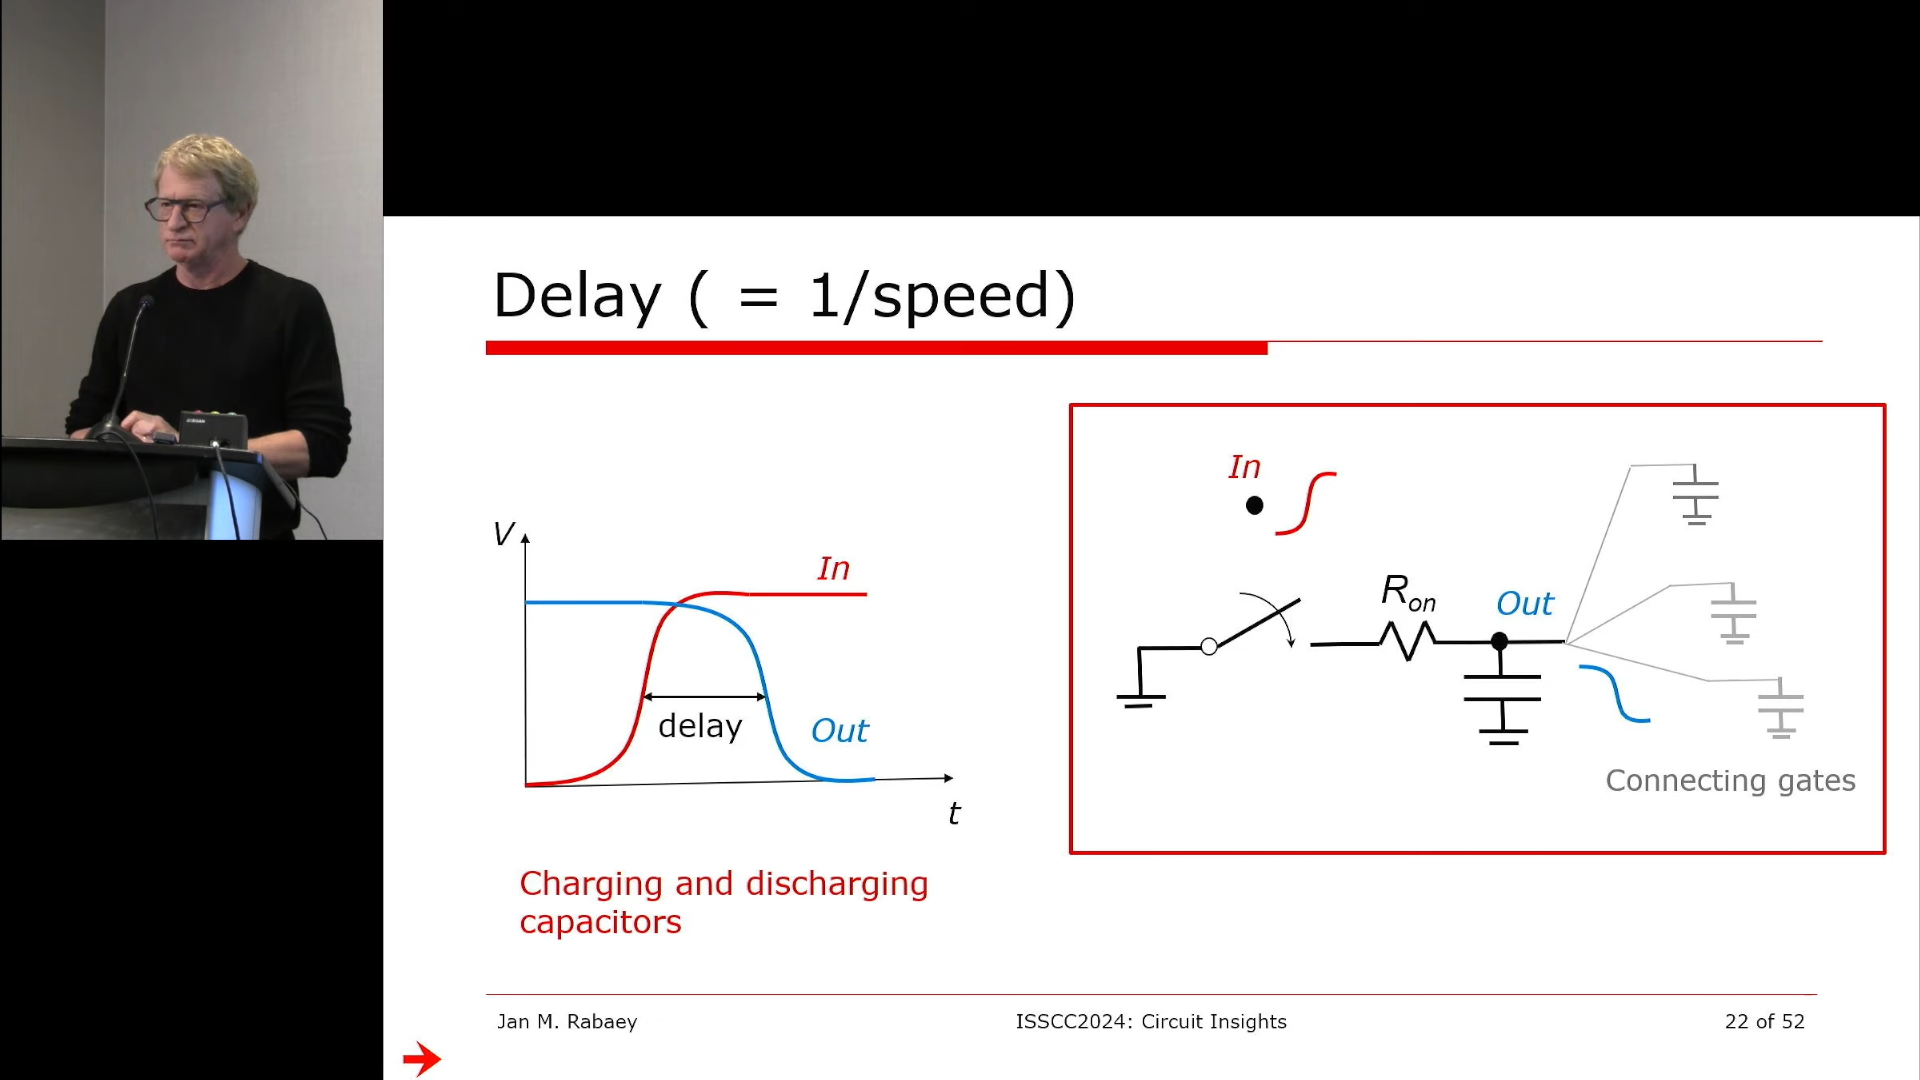 Delay ( = 1/speed)
V
In
delay
Out
t
Charging and discharging
capacitors
In
Ron
Out
Connecting gates
Jan M. Rabaey
ISSCC2024: Circuit Insights
22 of 52